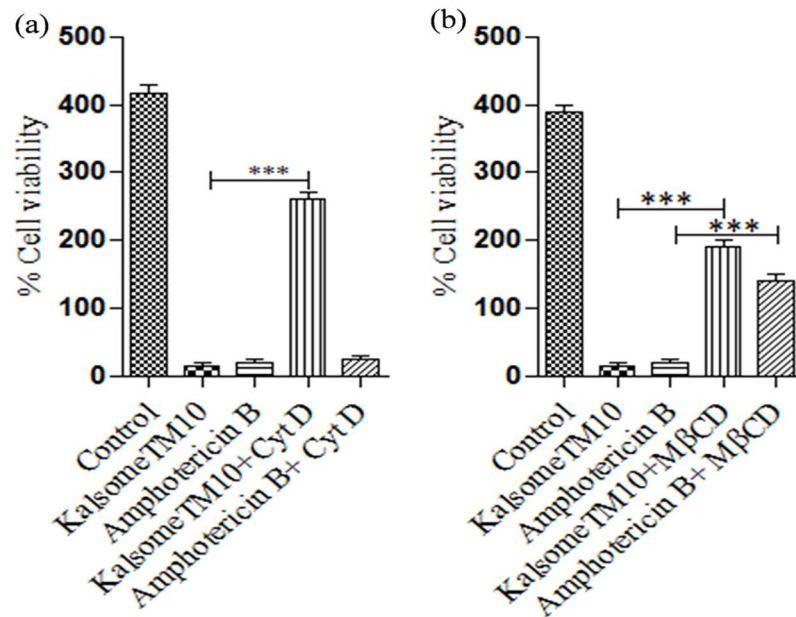 (a)
% Cell viability
500
400
300
200
100
0
***
Control
KalsomeTM10
Amphotericin B
KalsomeTM10+Cyt D
Amphotericin B+ Cyt D
(b)
% Cell viability
500
400
300
200
100
0
***
***
Control
KalsomeTM10
Amphotericin B
KalsomeTM10+MβCD
Amphotericin B+ MβCD